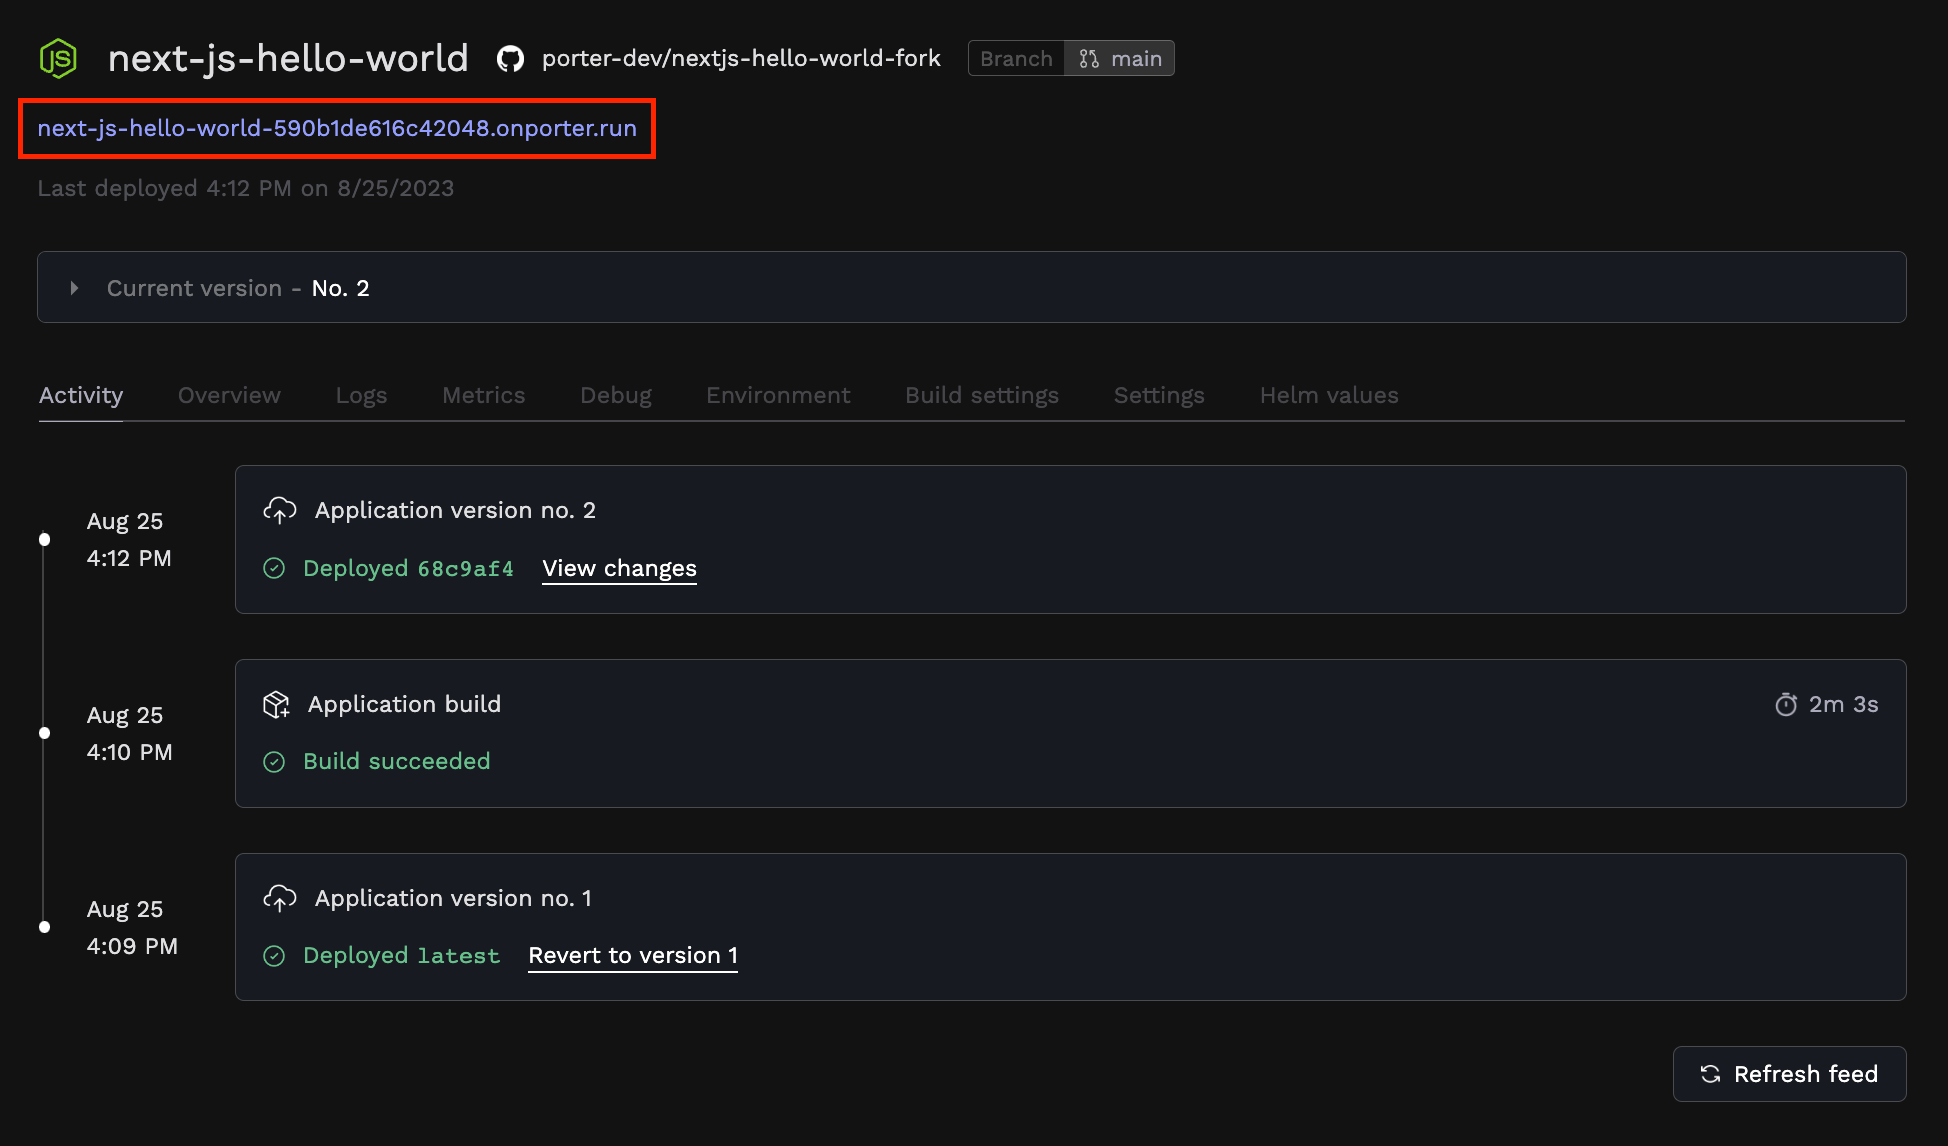 JS next-js-hello-world porter-dev/nextjs-hello-world-fork Branch main
next-js-hello-world-590b1de616c42048.onporter.run
Last deployed 4:12 PM on 8/25/2023
Current version - No. 2
Activity Overview Logs Metrics Debug Environment Build settings Settings Helm values
Aug 25
4:12 PM
Application version no. 2
Deployed 68c9af4 View changes
Aug 25
4:10 PM
Application build 2m 3s
Build succeeded
Aug 25
4:09 PM
Application version no. 1
Deployed latest Revert to version 1
Refresh feed